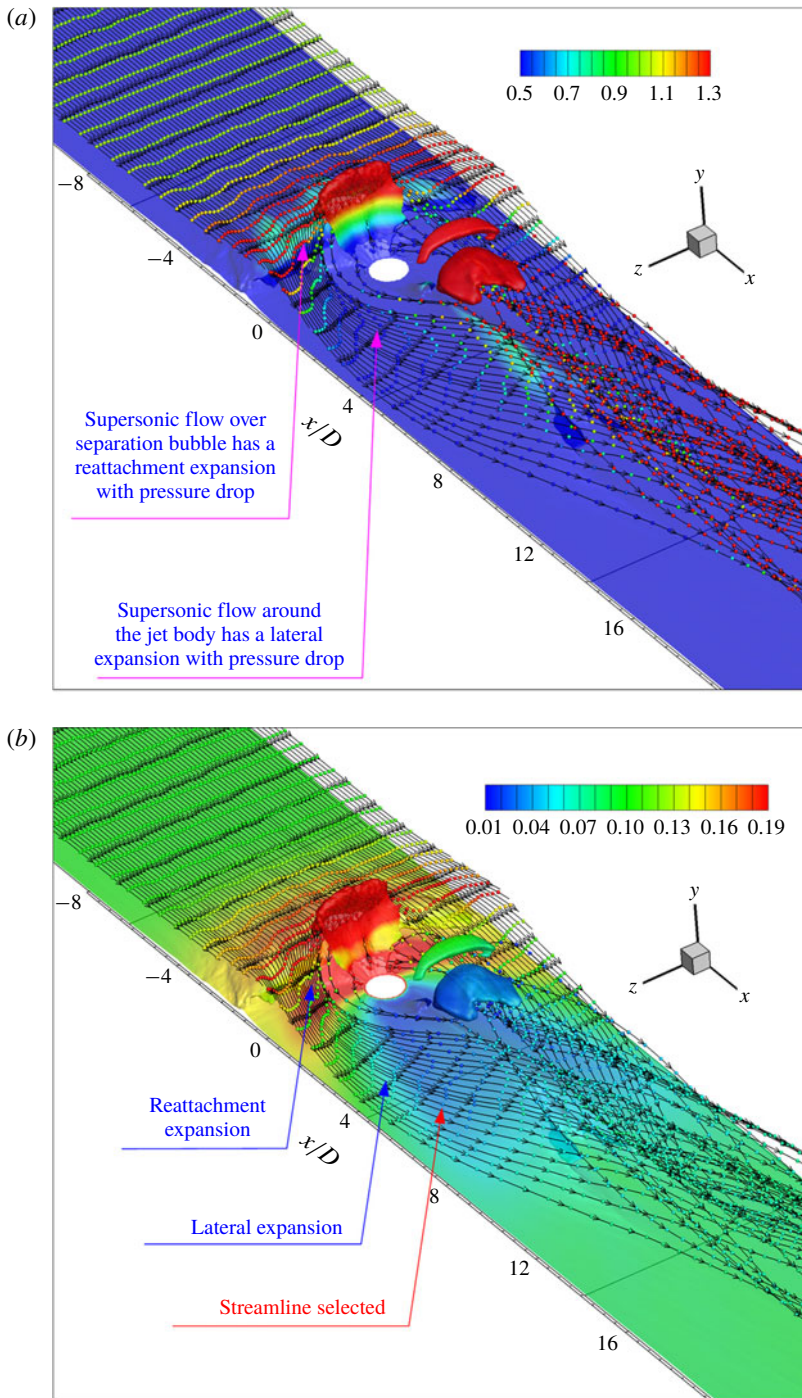 (a)
0.5 0.7 0.9 1.1 1.3
y
z
x
−8
−4
0
4
8
12
16
x/D
Supersonic flow over
separation bubble has a
reattachment expansion
with pressure drop
Supersonic flow around
the jet body has a lateral
expansion with pressure drop
(b)
0.01 0.04 0.07 0.10 0.13 0.16 0.19
y
z
x
−8
−4
0
4
8
12
16
x/D
Reattachment
expansion
Lateral expansion
Streamline selected